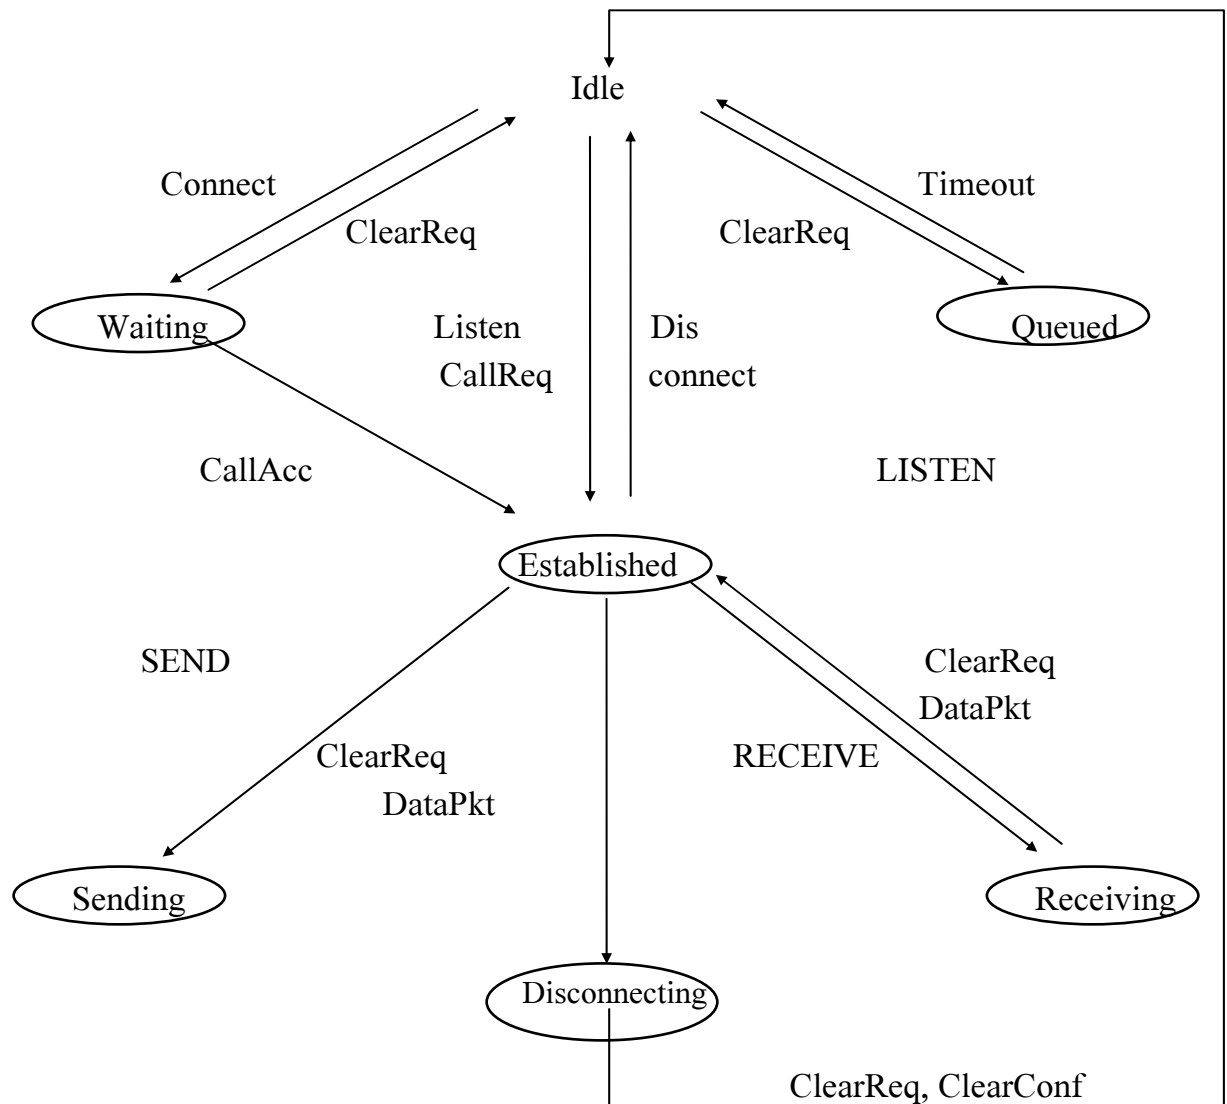 Idle
Connect
Timeout
ClearReq
ClearReq
Waiting
Listen
Dis
Queued
CallReq
connect
CallAcc
LISTEN
Established
SEND
ClearReq
DataPkt
ClearReq
RECEIVE
DataPkt
Sending
Receiving
Disconnecting
ClearReq, ClearConf